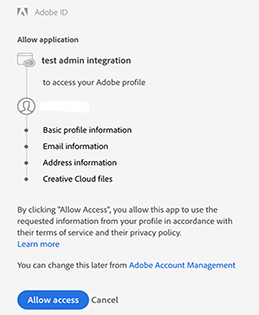 Adobe ID
Allow application
test admin integration
to access your Adobe profile
Basic profile information
Email information
Address information
Creative Cloud files
By clicking "Allow Access", you allow this app to use the
requested information from your profile in accordance with
their terms of service and their privacy policy.
Learn more
You can change this later from Adobe Account Management
Allow access Cancel